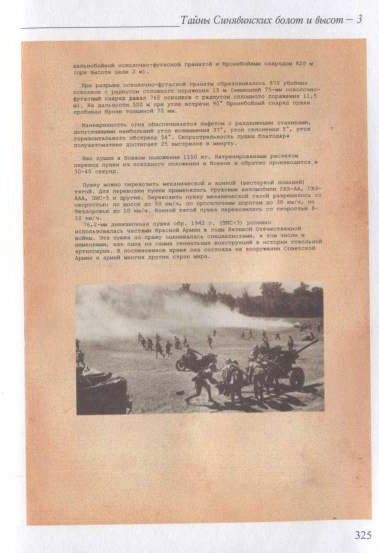 Тайны Синявинских болот и высот – 3
кальнобойной осколочно-фугасной гранатой и бронебойным снарядом 820 м
(при высоте цели 2 м).
При разрыве осколочно-фугасной гранаты образовывалось 870 убойных
осколков с радиусом сплошного поражения 15 м (немецкий 75-мм осколочно-
фугасный снаряд давал 765 осколков с радиусом сплошного поражения 11,5
м). На дальности 500 м при угле встречи 90° бронебойный снаряд пушки
пробивал броню толщиной 70 мм.
Маневренность огня обеспечивается лафетом с раздвижными станинами,
допускающими наибольший угол возвышения 37°, угол склонения 5°, угол
горизонтального обстрела 54°. Скорострельность пушки благодаря
полуавтоматике достигает 25 выстрелов в минуту.
Вес пушки в боевом положении 1150 кг. Натренированным расчетом
перевод пушки из походного положения в боевое и обратно производится в
30-40 секунд.
Пушку можно перевозить механической и конной (шестеркой лошадей)
тягой. Для перевозки пушки применялись грузовые автомобили ГАЗ-АА, ГАЗ-
ААА, ЗИС-5 и другие. Перевозить пушку механической тягой разрешалось со
скоростью: по шоссе до 50 км/ч, по проселочным дорогам до 30 км/ч, по
бездорожью до 10 км/ч. Конной тягой пушка перевозилась со скоростью 8-
10 км/ч.
76,2-мм дивизионная пушка обр. 1942 г. (ЗИС-3) успешно
использовалась частями Красной Армии в годы Великой Отечественной
войны. Эта пушка по праву оценивалась специалистами, в том числе и
немецкими, как одна из самых гениальных конструкций в истории ствольной
артиллерии. В послевоенное время она состояла на вооружении Советской
Армии и армий многих других стран мира.
325